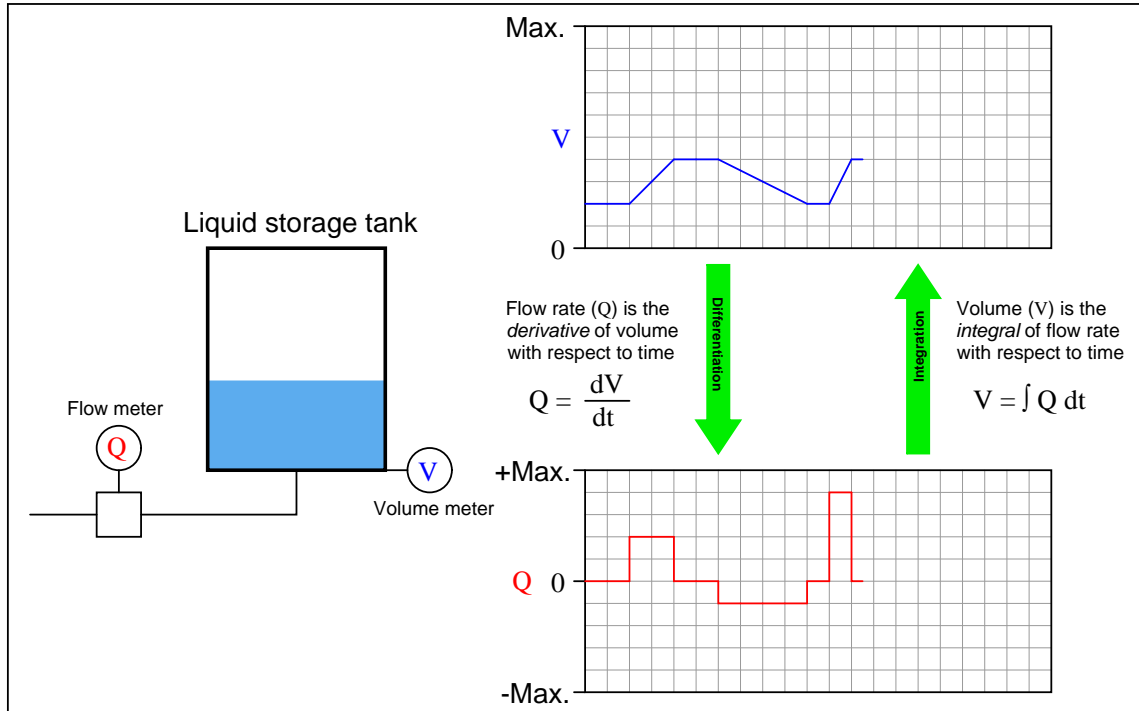 Max.
V
0
Liquid storage tank
Flow meter
Q
V
Volume meter
Flow rate (Q) is the
derivative of volume
with respect to time
Q = dV/dt
Differentiation
Integration
Volume (V) is the
integral of flow rate
with respect to time
V = ∫ Q dt
+Max.
Q 0
-Max.